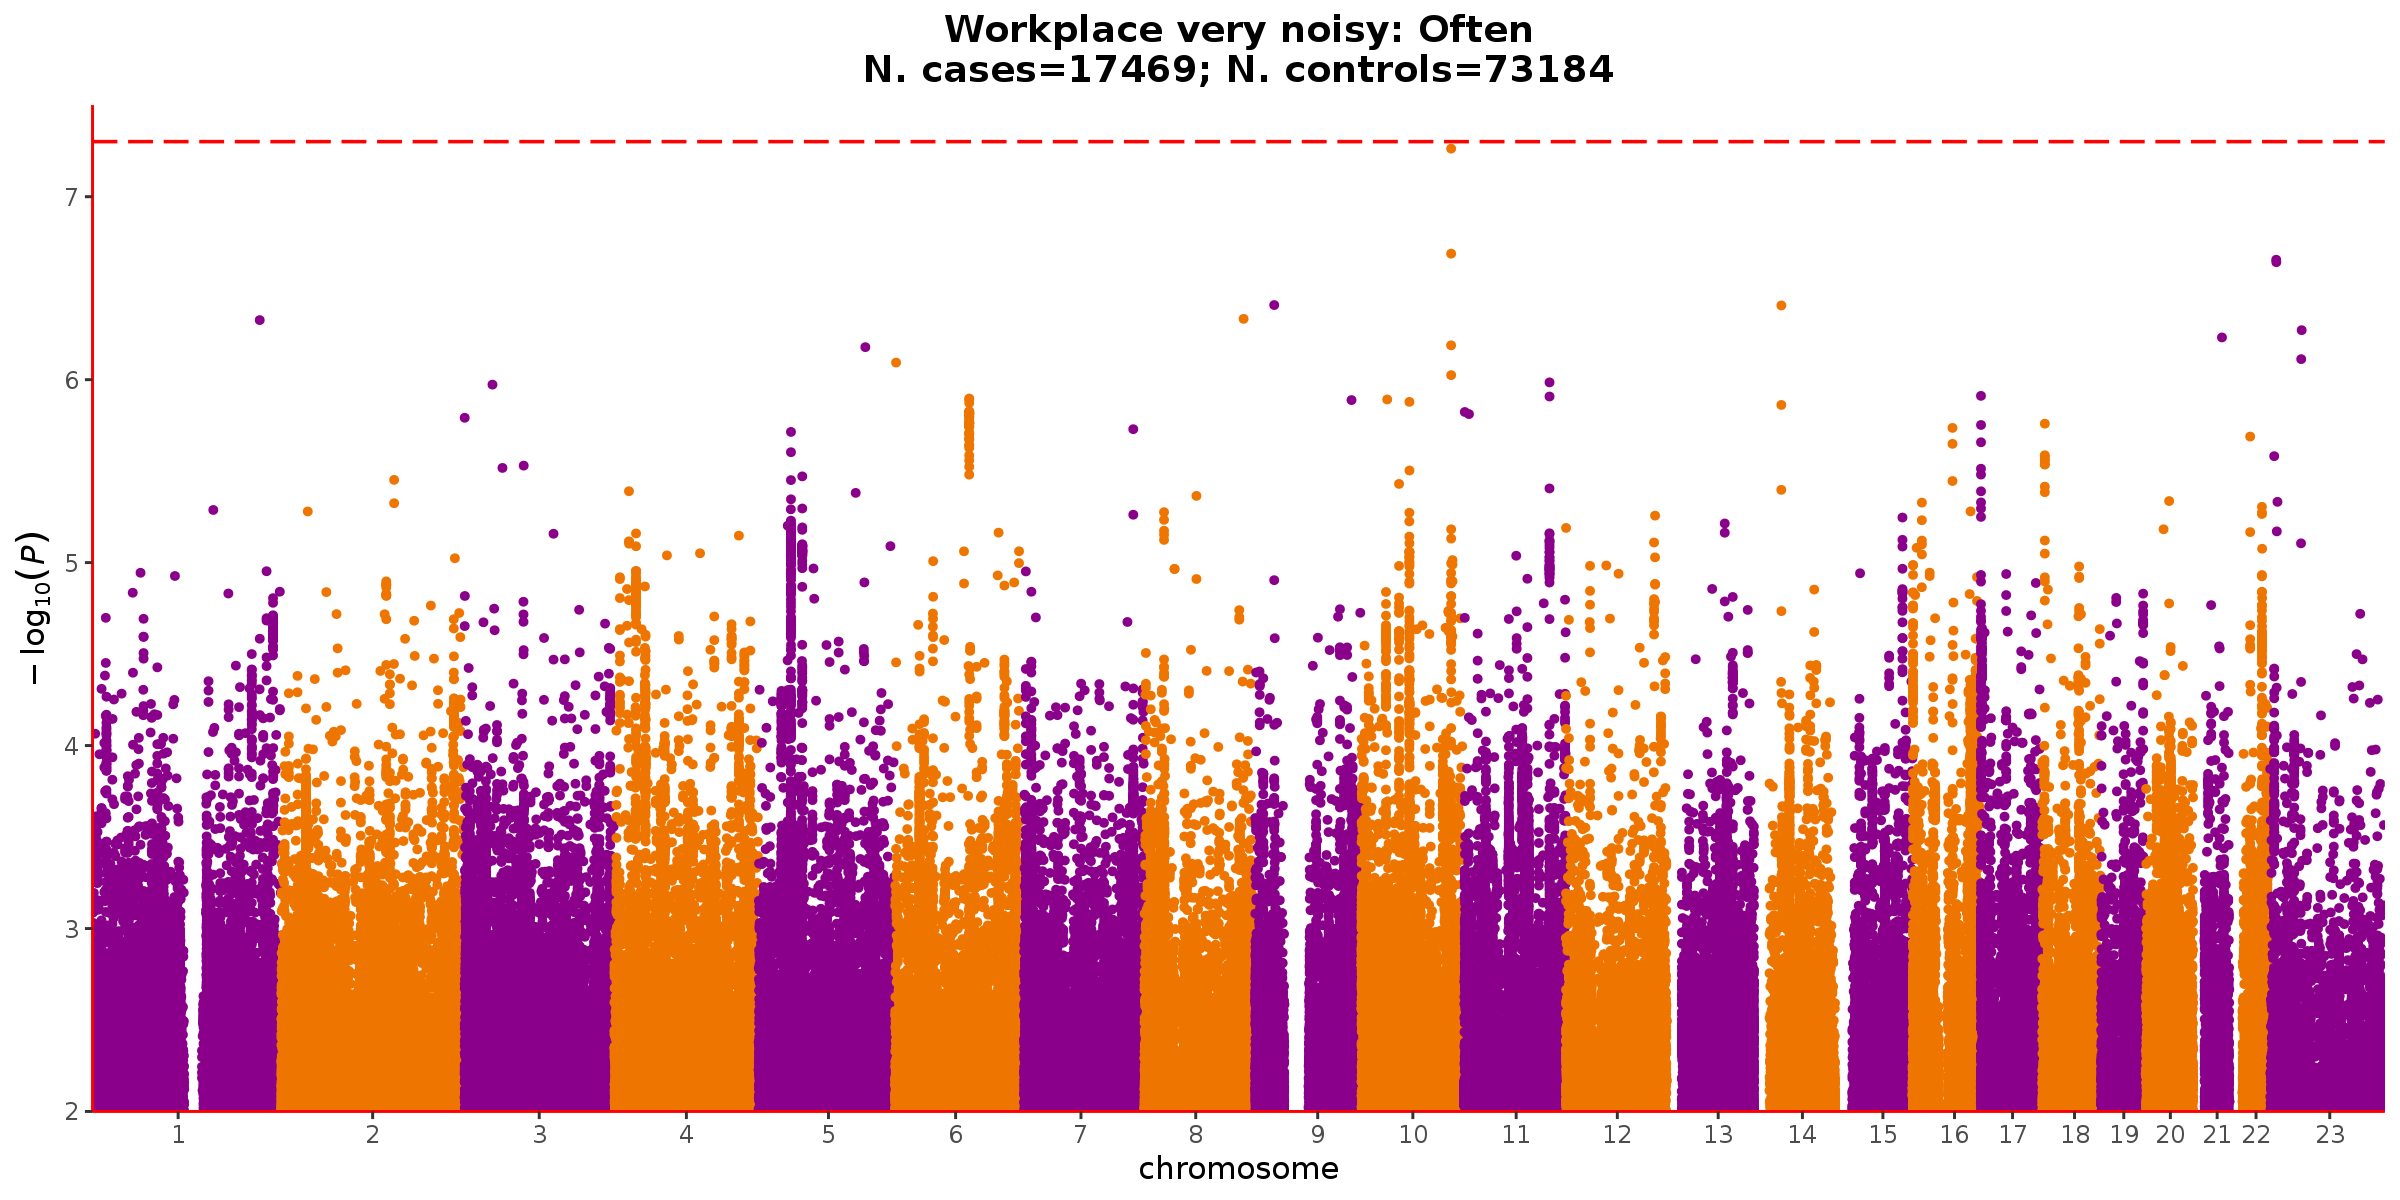 Workplace very noisy: Often
N. cases=17469; N. controls=73184
− log10(P)
7
6
5
4
3
2
1 2 3 4 5 6 7 8 9 10 11 12 13 14 15 16 17 18 19 20 21 22 23
chromosome